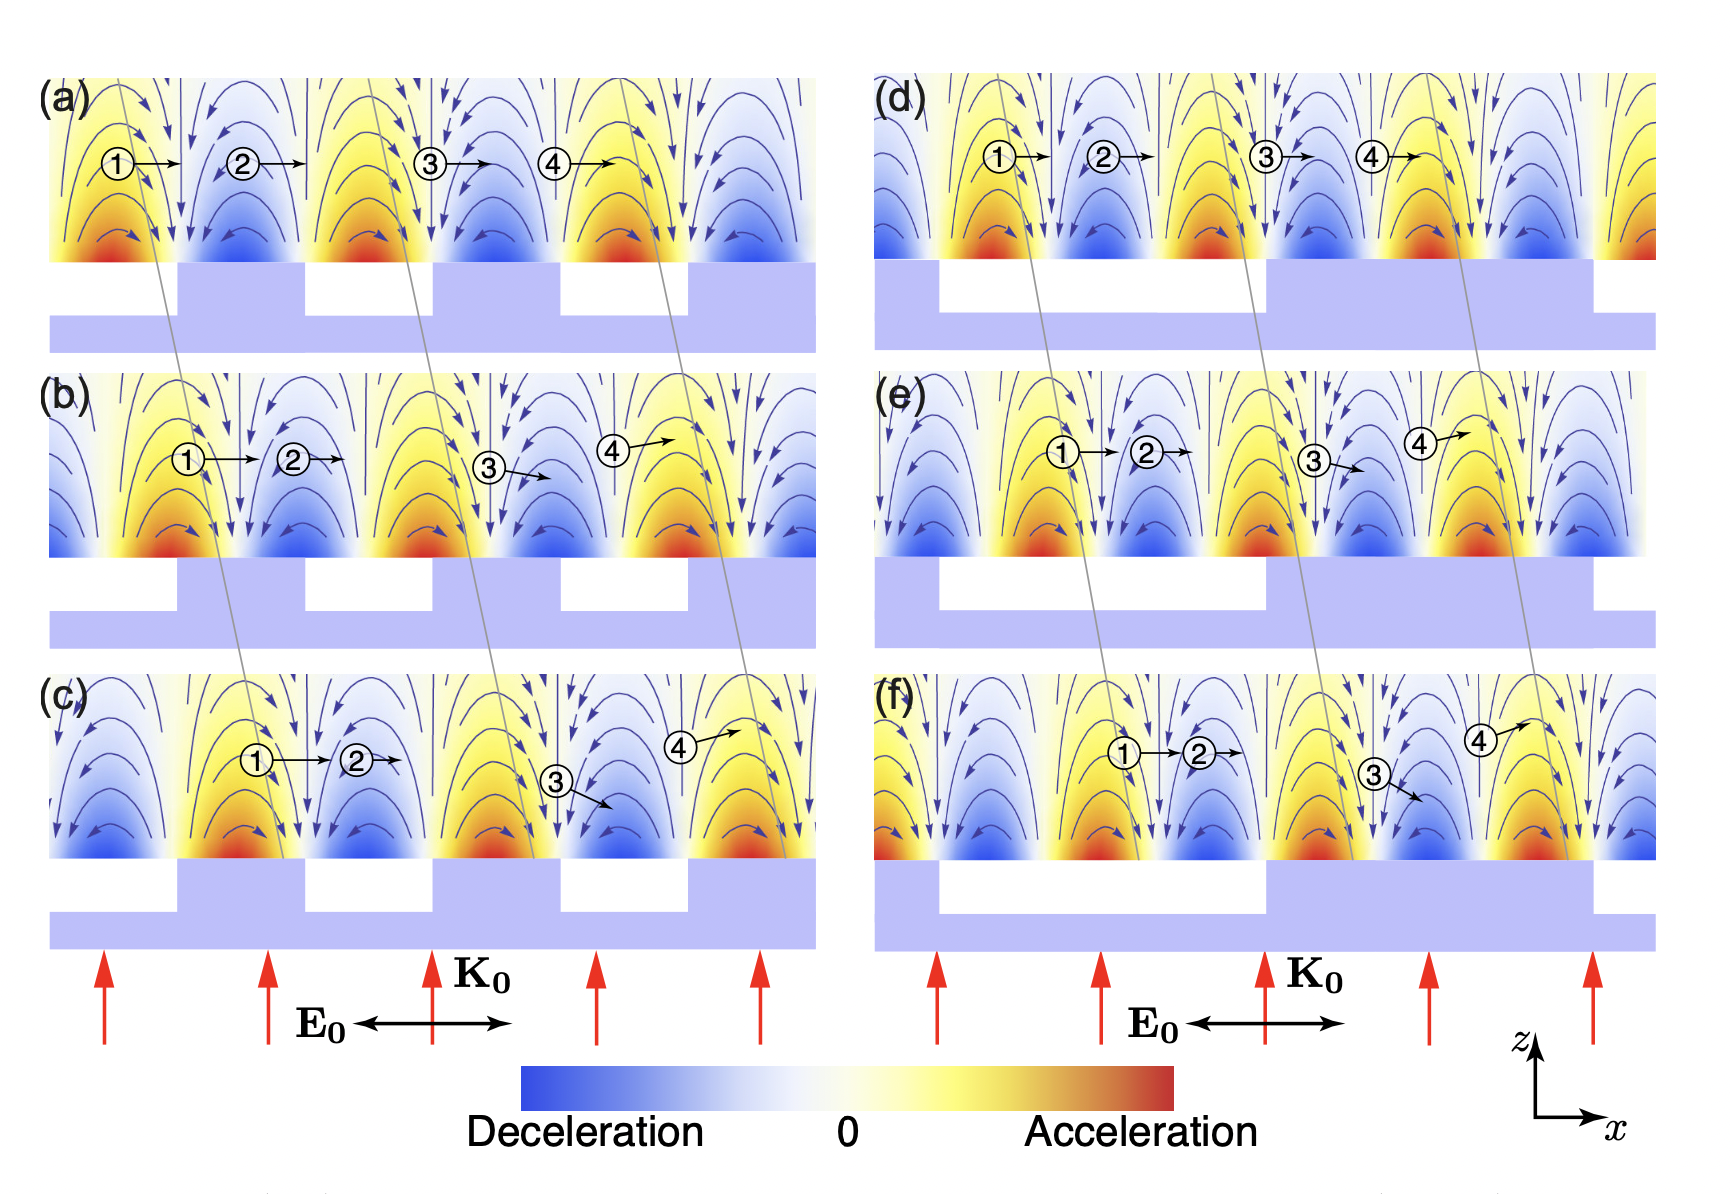 (a)
1 2 3 4
(d)
1 2 3 4
(b)
1 2 3 4
(e)
1 2 3 4
(c)
1 2 3 4
(f)
1 2 3 4
K0
E0
K0
E0
z
x
Deceleration 0 Acceleration